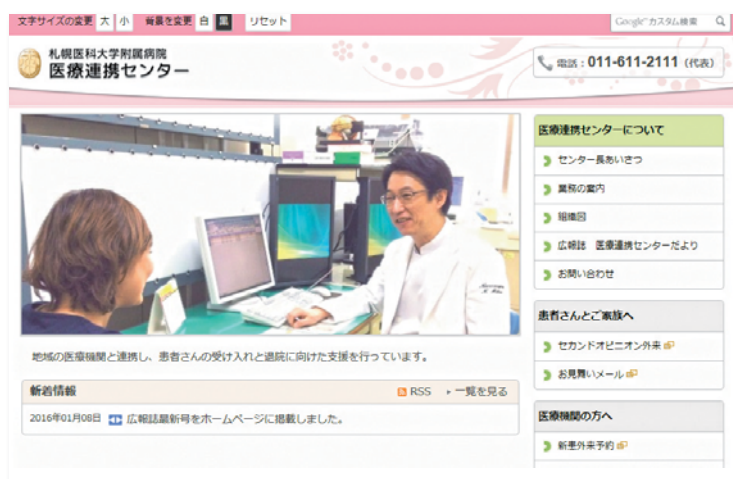 文字サイズの変更 大 小 背景を変更 白 黒 リセット
Google カスタム検索
札幌医科大学附属病院
医療連携センター
電話：011-611-2111（代表）
地域の医療機関と連携し、患者さんの受け入れと退院に向けた支援を行っています。
新着情報
RSS 一覧を見る
2016年01月08日 広報誌最新号をホームページに掲載しました。
医療連携センターについて
センター長あいさつ
業務の案内
組織図
広報誌 医療連携センターだより
お問い合わせ
患者さんとご家族へ
セカンドオピニオン外来
お見舞いメール
医療機関の方へ
新患外来予約